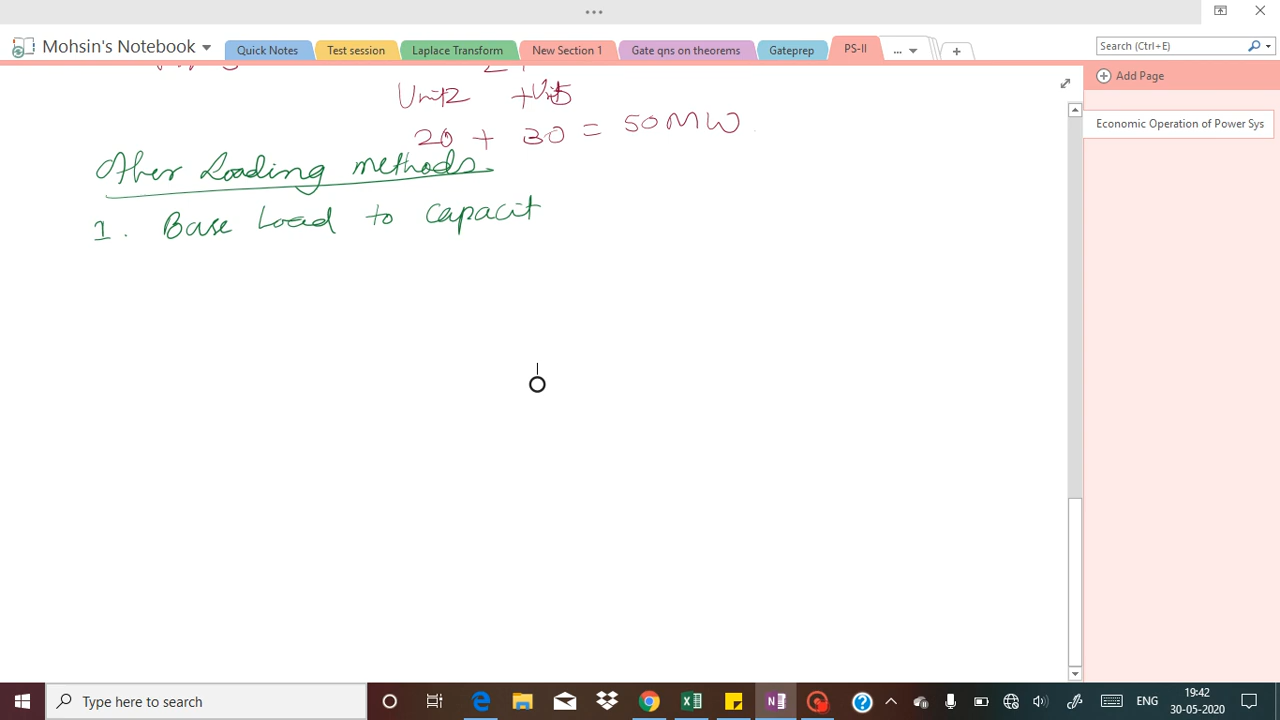 Mohsin's Notebook
Quick Notes
Test session
Laplace Transform
New Section 1
Gate qns on theorems
Gateprep
PS-II
...
Search (Ctrl+E)
Add Page
Economic Operation of Power Sys
Unit2 + Unit5
20 + 30 = 50MW
Other Loading methods.
1. Base Load to Capacit
Type here to search
ENG
19:42
30-05-2020